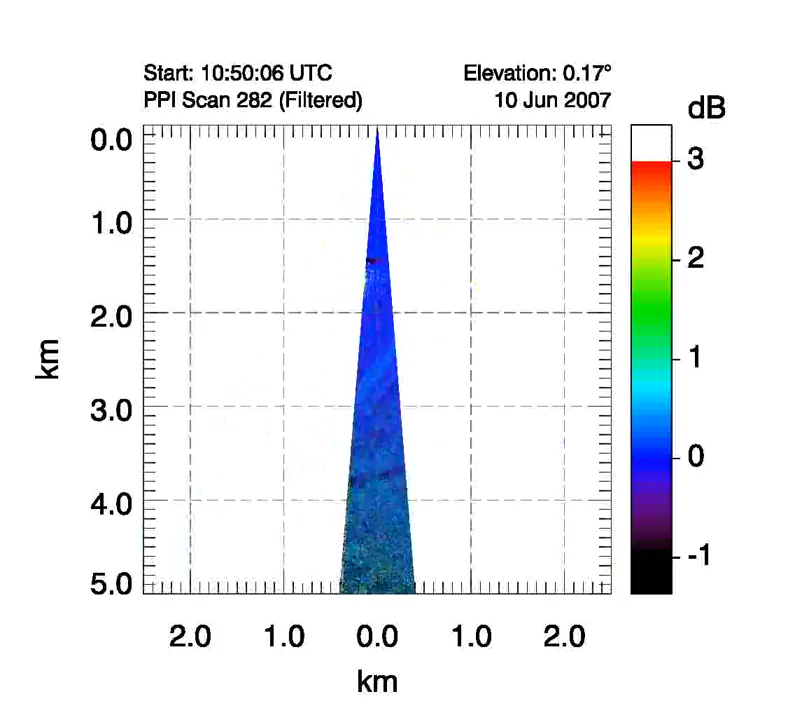 Start: 10:50:06 UTC
Elevation: 0.17°
PPI Scan 282 (Filtered)
10 Jun 2007
dB
0.0
1.0
2.0
3.0
4.0
5.0
km
3
2
1
0
-1
2.0 1.0 0.0 1.0 2.0
km